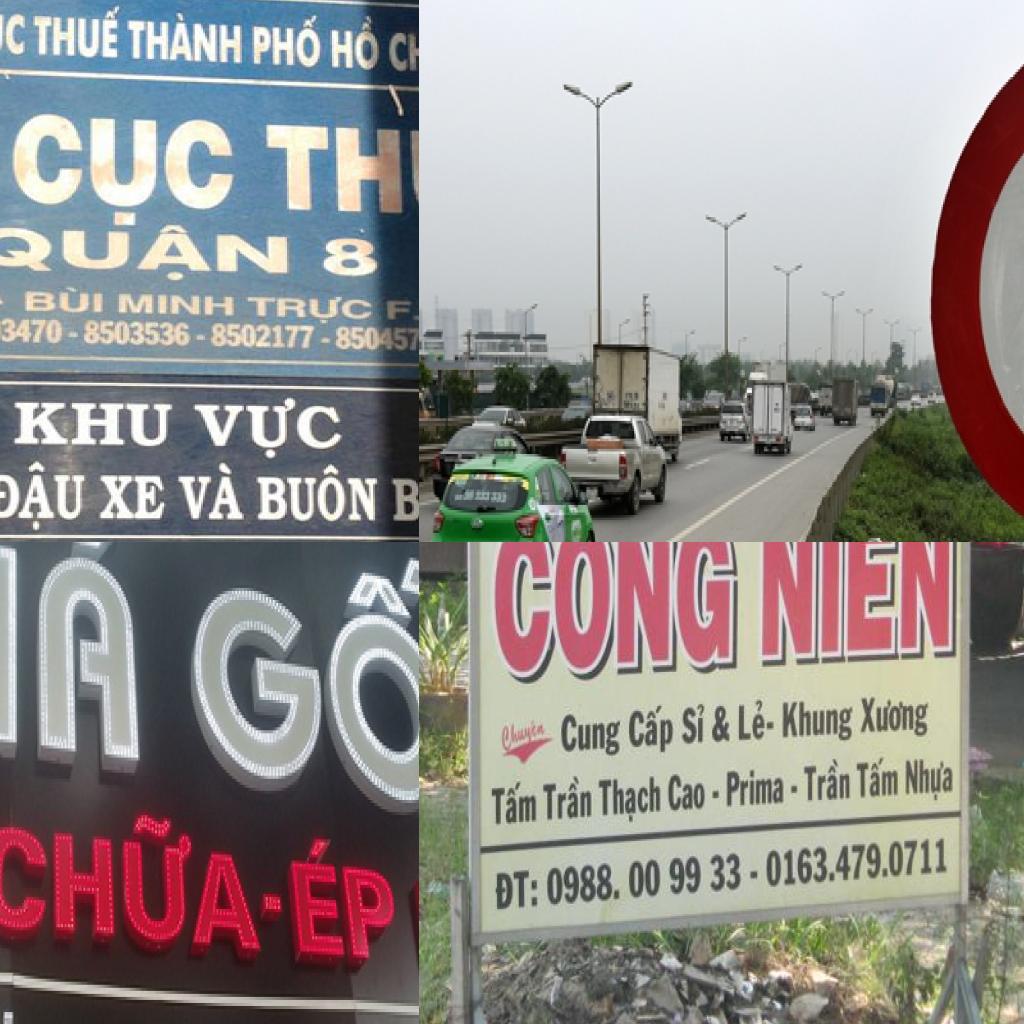 ỤC THUẾ THÀNH PHỐ HỒ CH
CỤC THU
QUẬN 8
BÙI MINH TRỰC F.
3470 - 8503536 - 8502177 - 850457
KHU VỰC
ĐẬU XE VÀ BUÔN B
Á GỖ
CHỮA-ÉP
CÔNG NIÊN
Chuyên Cung Cấp Sỉ & Lẻ- Khung Xương
Tấm Trần Thạch Cao - Prima - Trần Tấm Nhựa
ĐT: 0988. 00 99 33 - 0163.479.0711